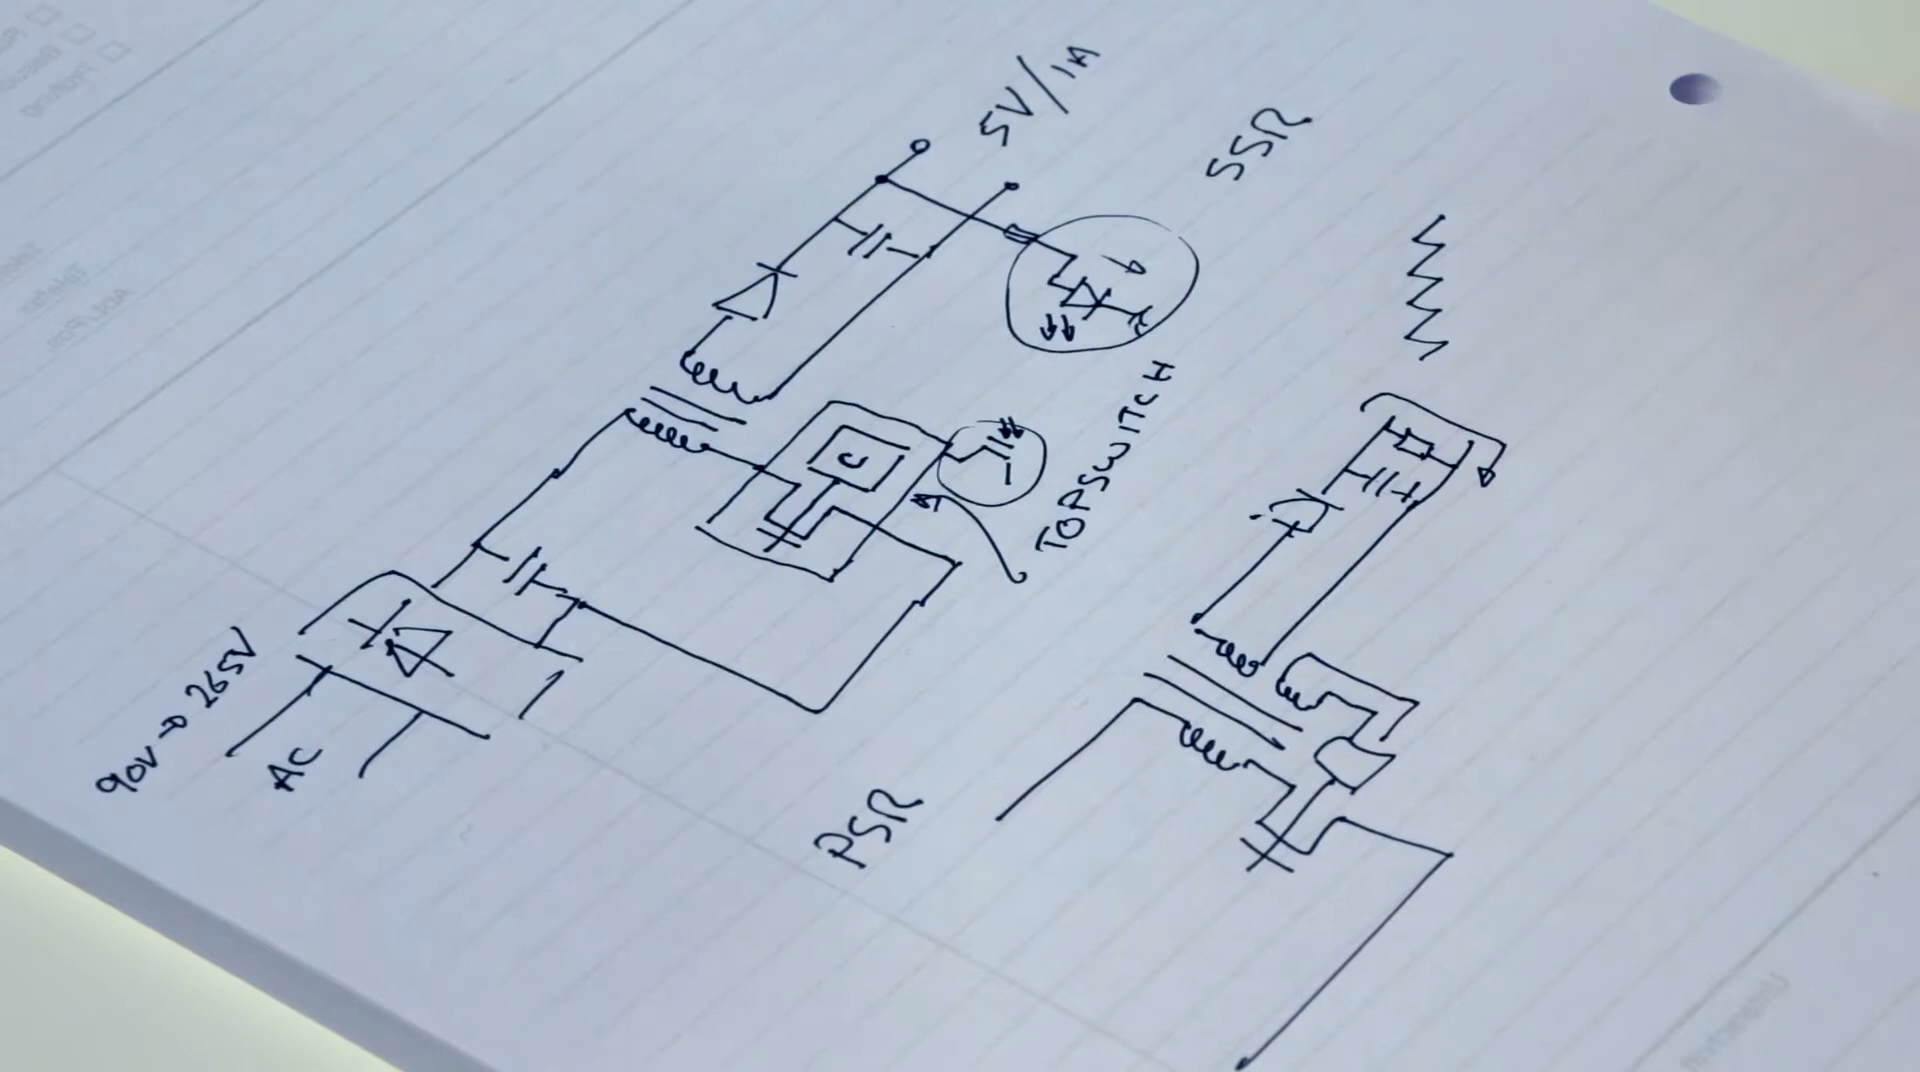 5V/1A
SSR
C
TOPSWITCH
90V → 265V
AC
PSR